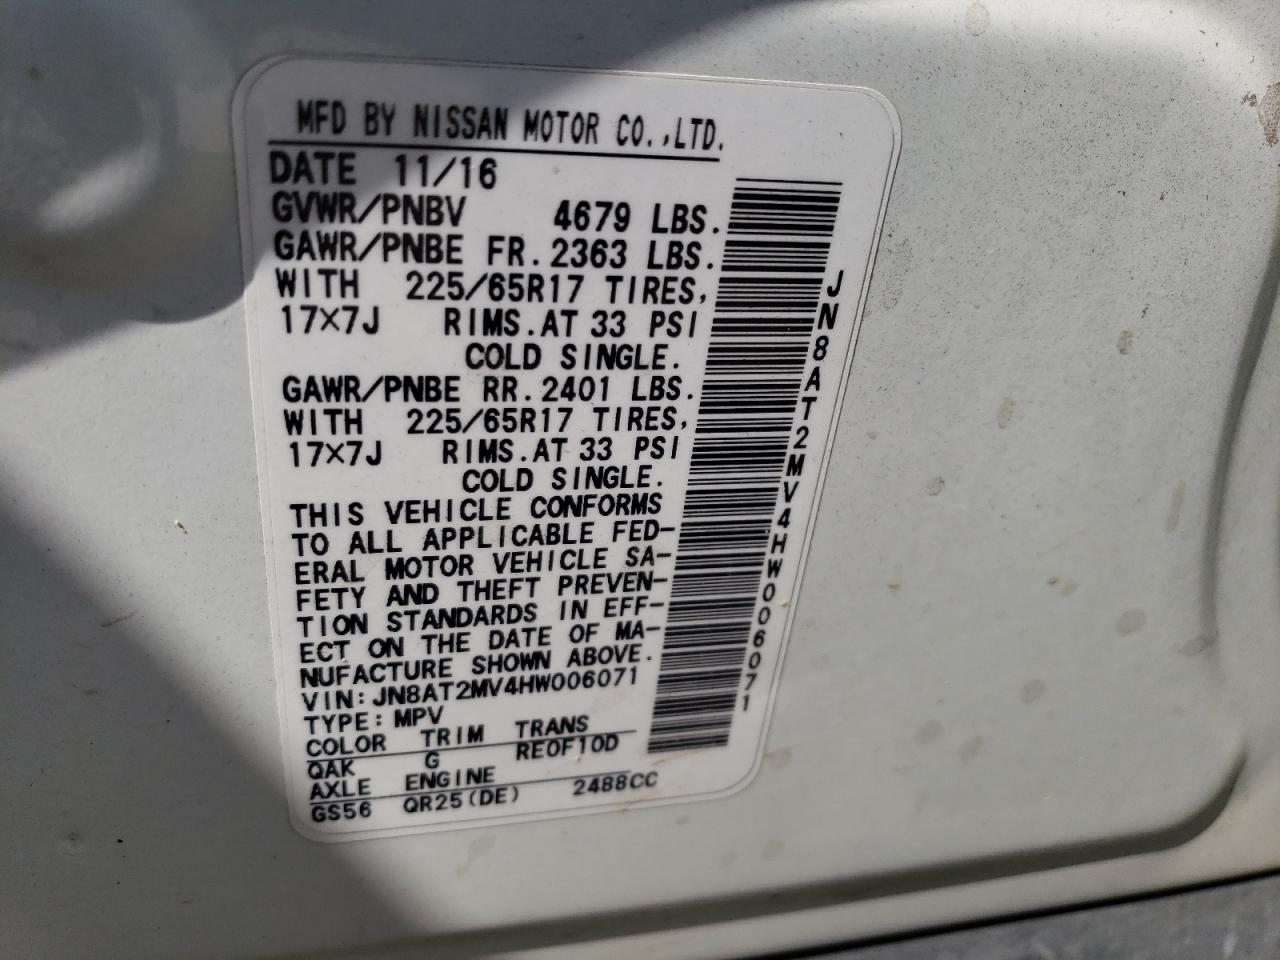 MFD BY NISSAN MOTOR CO.,LTD.
DATE 11/16
GVWR/PNBV 4679 LBS.
GAWR/PNBE FR. 2363 LBS.
WITH 225/65R17 TIRES,
17×7J RIMS.AT 33 PSI
COLD SINGLE.
GAWR/PNBE RR. 2401 LBS.
WITH 225/65R17 TIRES,
17×7J RIMS.AT 33 PSI
COLD SINGLE.
THIS VEHICLE CONFORMS
TO ALL APPLICABLE FED-
ERAL MOTOR VEHICLE SA-
FETY AND THEFT PREVEN-
TION STANDARDS IN EFF-
ECT ON THE DATE OF MA-
NUFACTURE SHOWN ABOVE.
VIN: JN8AT2MV4HW006071
TYPE: MPV
COLOR TRIM TRANS
QAK G RE0F10D
AXLE ENGINE
GS56 QR25(DE) 2488CC
JN8AT2MV4HW006071